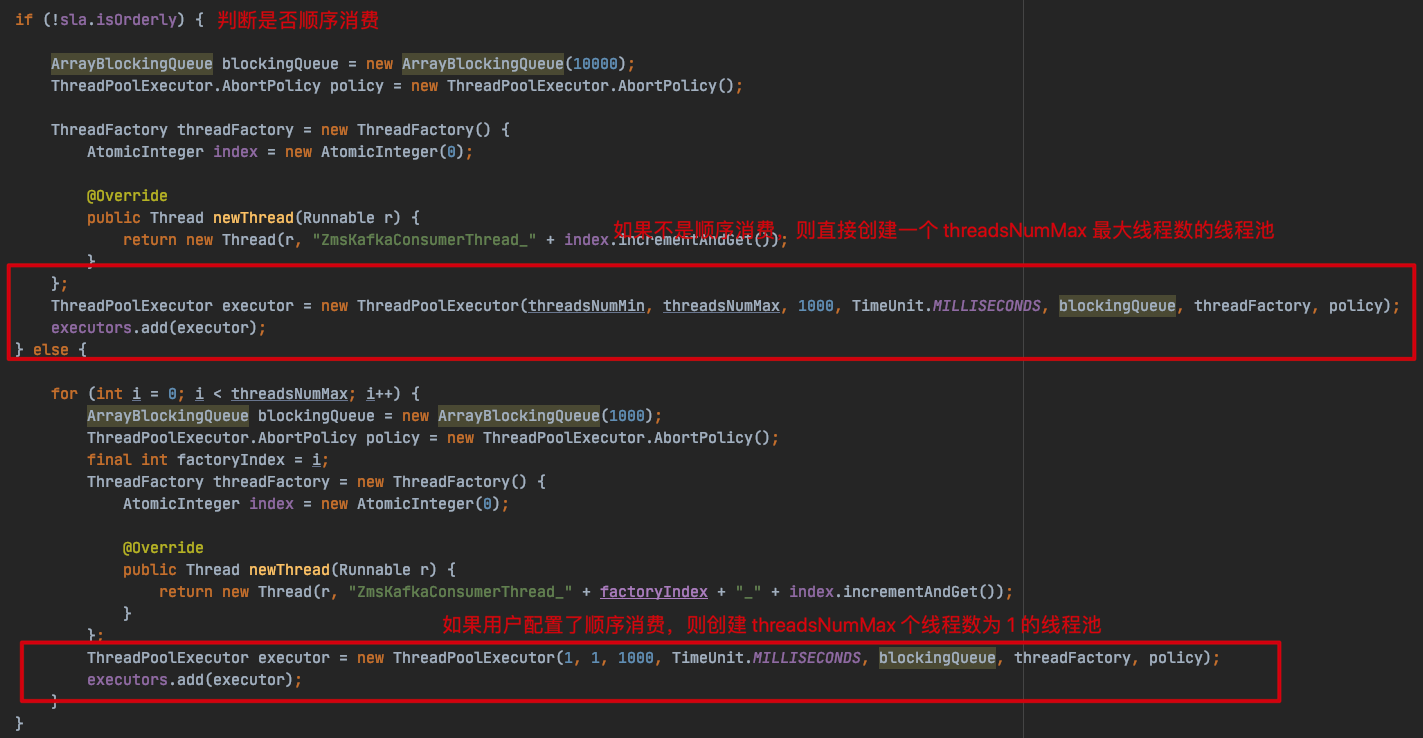 if (!sla.isOrderly) { 判断是否顺序消费
ArrayBlockingQueue blockingQueue = new ArrayBlockingQueue(10000);
ThreadPoolExecutor.AbortPolicy policy = new ThreadPoolExecutor.AbortPolicy();
ThreadFactory threadFactory = new ThreadFactory() {
AtomicInteger index = new AtomicInteger(0);
@Override
public Thread newThread(Runnable r) {
如果不是顺序消费，则直接创建一个 threadsNumMax 最大线程数的线程池
return new Thread(r, "ZmsKafkaConsumerThread_" + index.incrementAndGet());
}
};
ThreadPoolExecutor executor = new ThreadPoolExecutor(threadsNumMin, threadsNumMax, 1000, TimeUnit.MILLISECONDS, blockingQueue, threadFactory, policy);
executors.add(executor);
} else {
for (int i = 0; i < threadsNumMax; i++) {
ArrayBlockingQueue blockingQueue = new ArrayBlockingQueue(1000);
ThreadPoolExecutor.AbortPolicy policy = new ThreadPoolExecutor.AbortPolicy();
final int factoryIndex = i;
ThreadFactory threadFactory = new ThreadFactory() {
AtomicInteger index = new AtomicInteger(0);
@Override
public Thread newThread(Runnable r) {
return new Thread(r, "ZmsKafkaConsumerThread_" + factoryIndex + "_" + index.incrementAndGet());
}
如果用户配置了顺序消费，则创建 threadsNumMax 个线程数为 1 的线程池
};
ThreadPoolExecutor executor = new ThreadPoolExecutor(1, 1, 1000, TimeUnit.MILLISECONDS, blockingQueue, threadFactory, policy);
executors.add(executor);
}
}